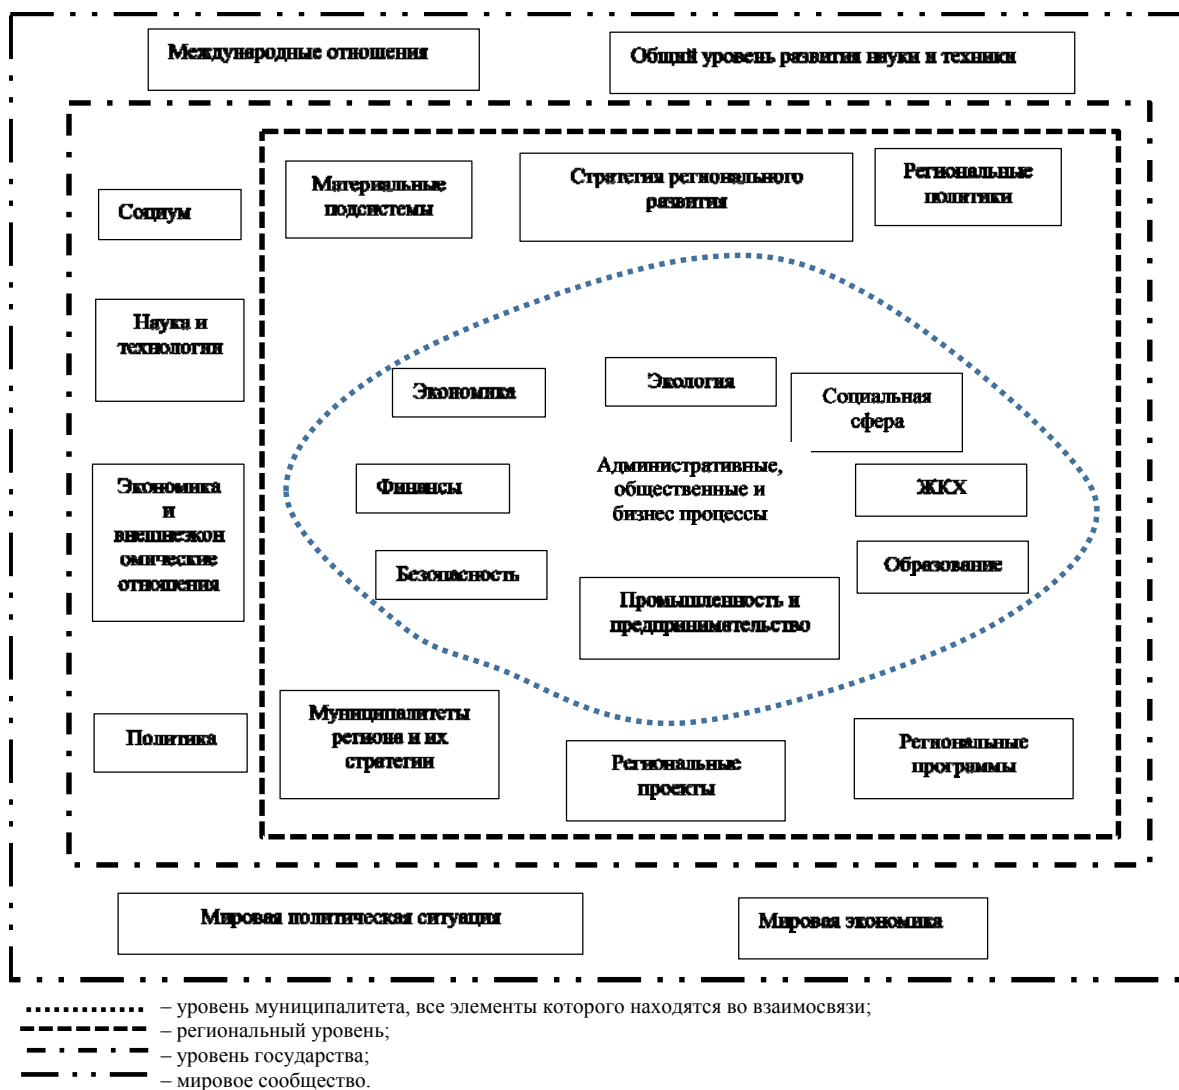 Международные отношения
Общий уровень развития науки и техники
Материальные
подсистемы
Стратегия регионального
развития
Региональные
политики
Социум
Наука и
технологии
Экономика
Экология
Социальная
сфера
Экономика
и
внешнеэкон
омические
отношения
Финансы
Административные,
общественные и
бизнес процессы
ЖКХ
Безопасность
Промышленность и
предпринимательство
Образование
Политика
Муниципалитеты
региона и их
стратегии
Региональные
проекты
Региональные
программы
Мировая политическая ситуация
Мировая экономика
– уровень муниципалитета, все элементы которого находятся во взаимосвязи;
– региональный уровень;
– уровень государства;
– мировое сообщество.